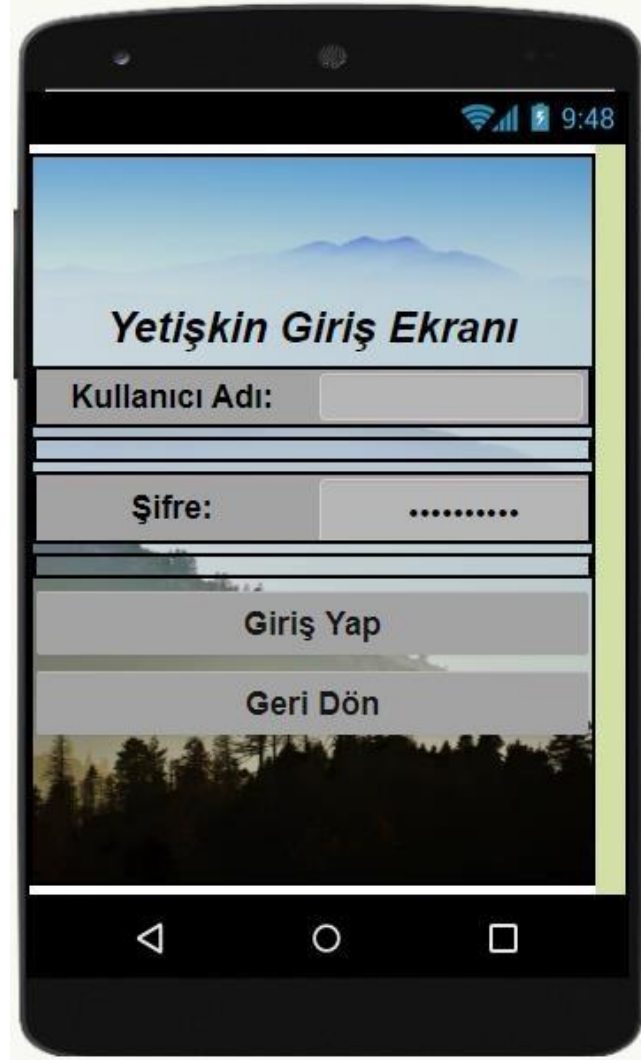 9:48
Yetişkin Giriş Ekranı
Kullanıcı Adı:
Şifre: ••••••••••
Giriş Yap
Geri Dön